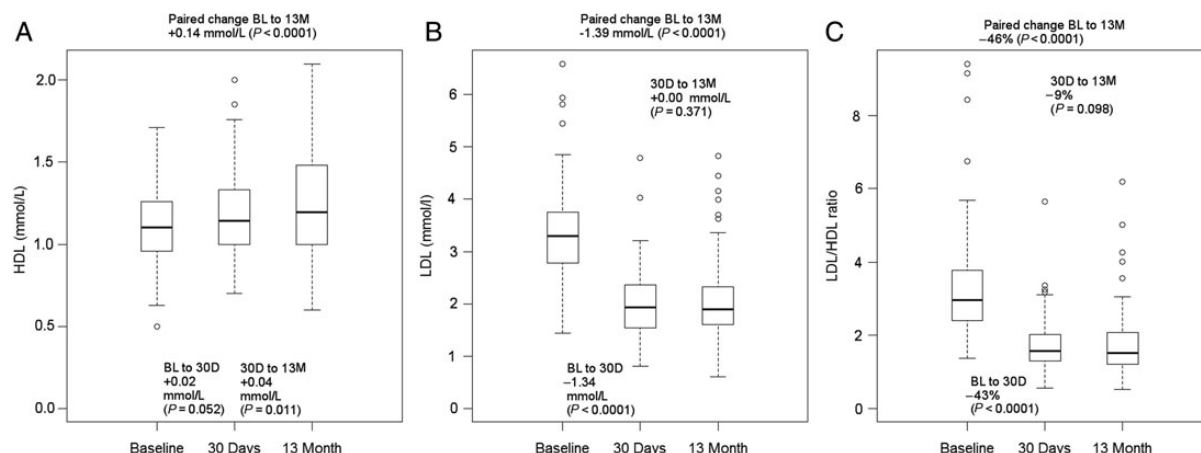 A
Paired change BL to 13M
+0.14 mmol/L (P<0.0001)
HDL (mmol/L)
2.0
1.5
1.0
0.5
0.0
BL to 30D
+0.02
mmol/L
(P=0.052)
30D to 13M
+0.04
mmol/L
(P=0.011)
Baseline 30 Days 13 Month
B
Paired change BL to 13M
-1.39 mmol/L (P<0.0001)
LDL (mmol/l)
6
5
4
3
2
1
0
30D to 13M
+0.00 mmol/L
(P=0.371)
BL to 30D
−1.34
mmol/L
(P<0.0001)
Baseline 30 Days 13 Month
C
Paired change BL to 13M
−46% (P<0.0001)
LDL/HDL ratio
8
6
4
2
0
30D to 13M
−9%
(P=0.098)
BL to 30D
−43%
(P<0.0001)
Baseline 30 Days 13 Month